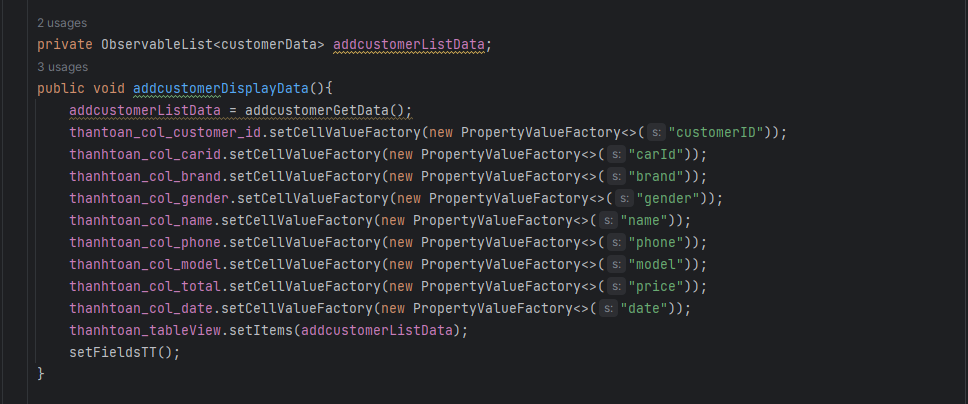 2 usages
private ObservableList<customerData> addcustomerListData;
3 usages
public void addcustomerDisplayData(){
addcustomerListData = addcustomerGetData();
thantoan_col_customer_id.setCellValueFactory(new PropertyValueFactory<>( s: "customerID"));
thanhtoan_col_carid.setCellValueFactory(new PropertyValueFactory<>( s: "carId"));
thanhtoan_col_brand.setCellValueFactory(new PropertyValueFactory<>( s: "brand"));
thanhtoan_col_gender.setCellValueFactory(new PropertyValueFactory<>( s: "gender"));
thanhtoan_col_name.setCellValueFactory(new PropertyValueFactory<>( s: "name"));
thanhtoan_col_phone.setCellValueFactory(new PropertyValueFactory<>( s: "phone"));
thanhtoan_col_model.setCellValueFactory(new PropertyValueFactory<>( s: "model"));
thanhtoan_col_total.setCellValueFactory(new PropertyValueFactory<>( s: "price"));
thanhtoan_col_date.setCellValueFactory(new PropertyValueFactory<>( s: "date"));
thanhtoan_tableView.setItems(addcustomerListData);
setFieldsTT();
}